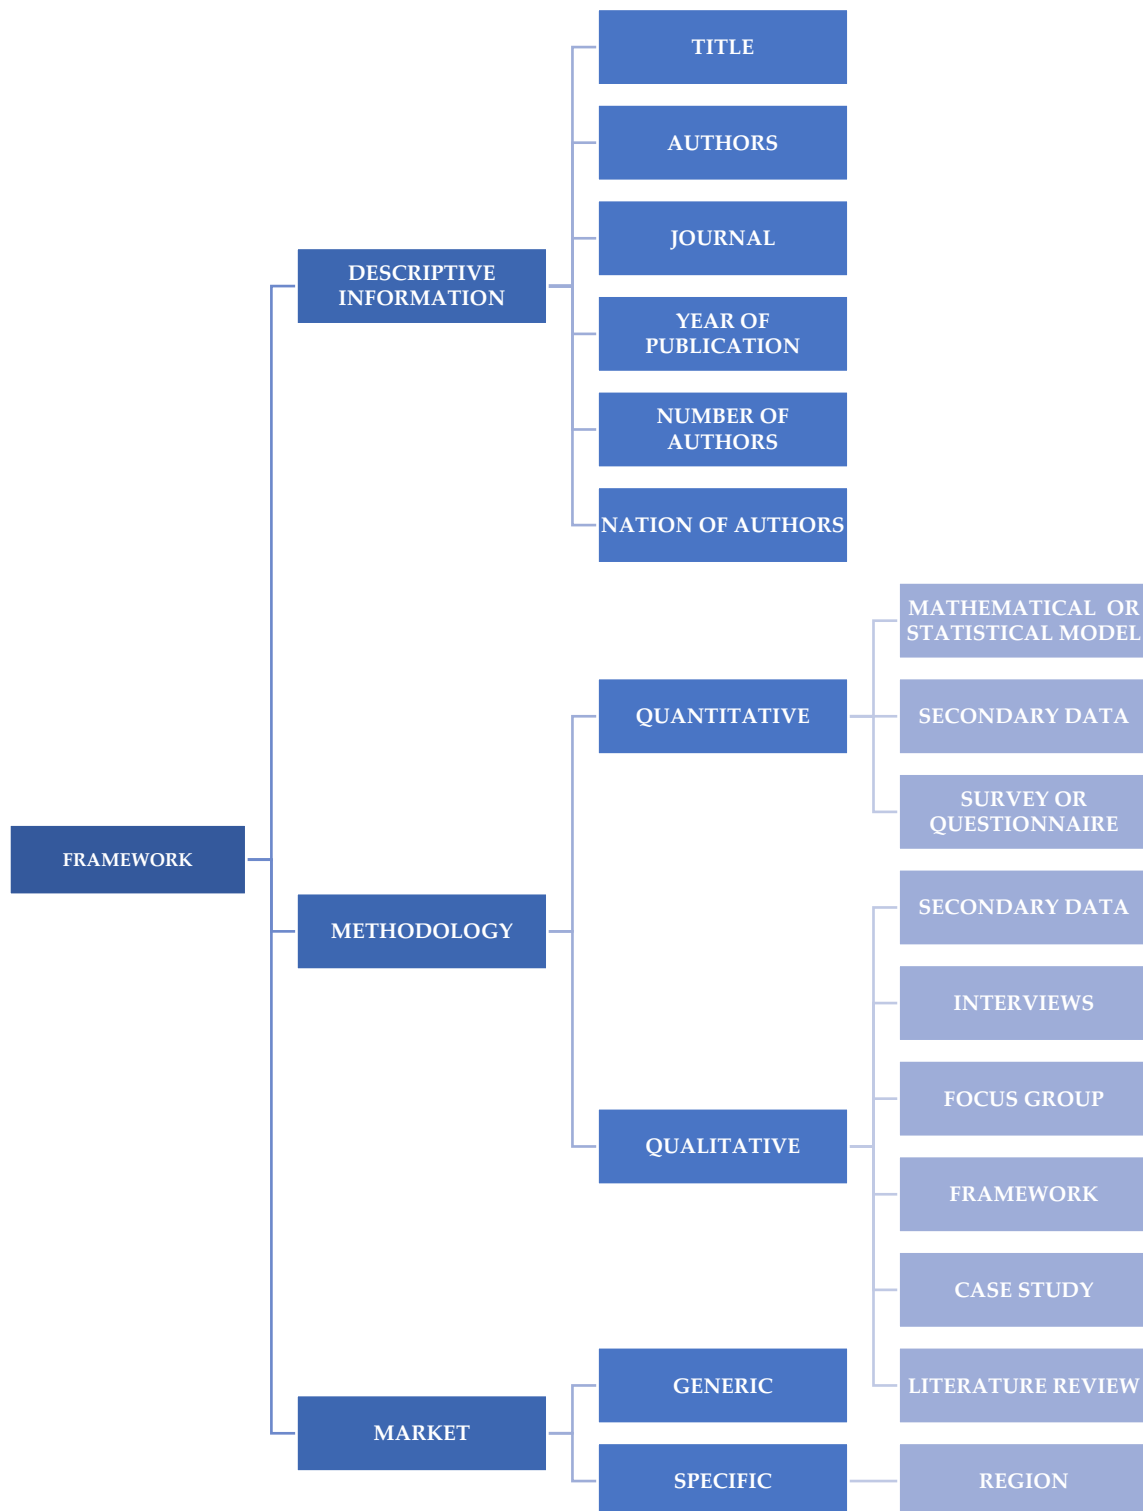 TITLE
AUTHORS
JOURNAL
DESCRIPTIVE
INFORMATION
YEAR OF
PUBLICATION
NUMBER OF
AUTHORS
NATION OF AUTHORS
MATHEMATICAL OR
STATISTICAL MODEL
QUANTITATIVE
SECONDARY DATA
SURVEY OR
QUESTIONNAIRE
FRAMEWORK
METHODOLOGY
SECONDARY DATA
INTERVIEWS
FOCUS GROUP
QUALITATIVE
FRAMEWORK
CASE STUDY
LITERATURE REVIEW
GENERIC
MARKET
SPECIFIC
REGION